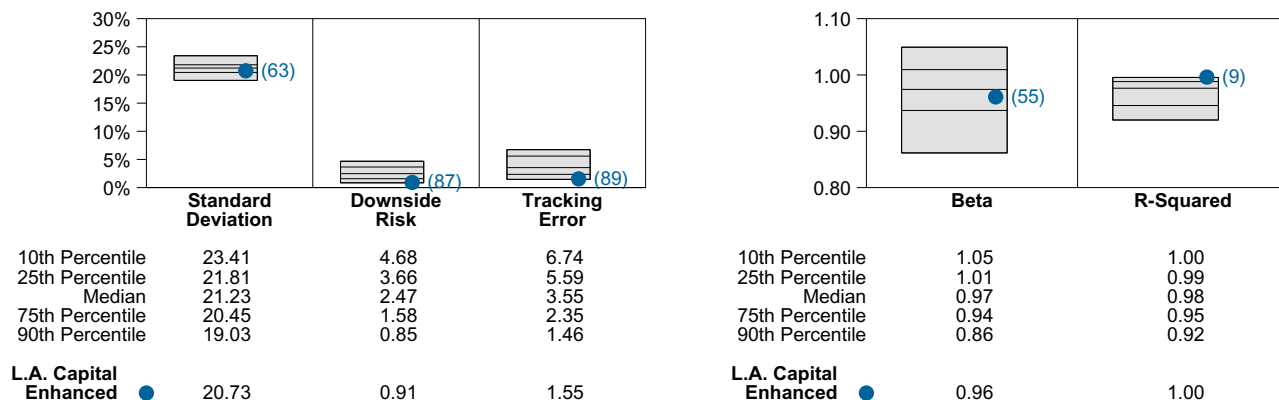 30%
25%
20%
15%
10%
5%
0%
(63)
(87)
(89)
Standard Deviation
Downside Risk
Tracking Error
10th Percentile 23.41 4.68 6.74
25th Percentile 21.81 3.66 5.59
Median 21.23 2.47 3.55
75th Percentile 20.45 1.58 2.35
90th Percentile 19.03 0.85 1.46
L.A. Capital
Enhanced 20.73 0.91 1.55
1.10
1.00
0.90
0.80
(55)
(9)
Beta
R-Squared
10th Percentile 1.05 1.00
25th Percentile 1.01 0.99
Median 0.97 0.98
75th Percentile 0.94 0.95
90th Percentile 0.86 0.92
L.A. Capital
Enhanced 0.96 1.00